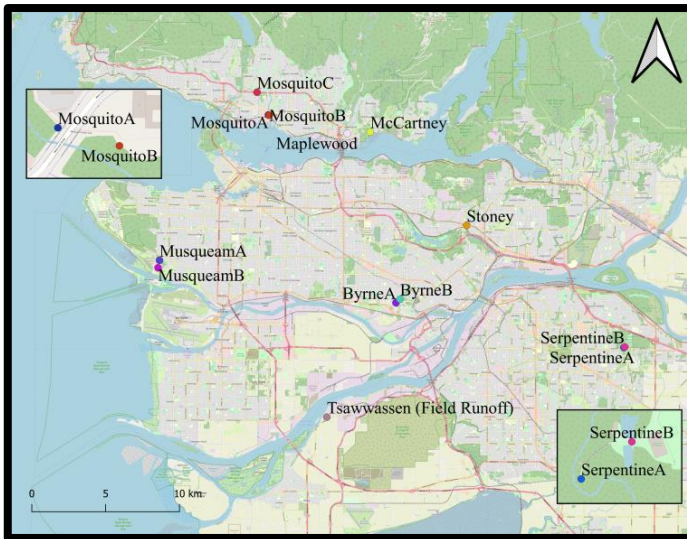 MosquitoC
MosquitoA
MosquitoB
MosquitoA
MosquitoB
McCartney
Maplewood
Stoney
MusqueamA
MusqueamB
ByrneA
ByrneB
SerpentineB
SerpentineA
Tsawwassen (Field Runoff)
SerpentineB
SerpentineA
0 5 10 km